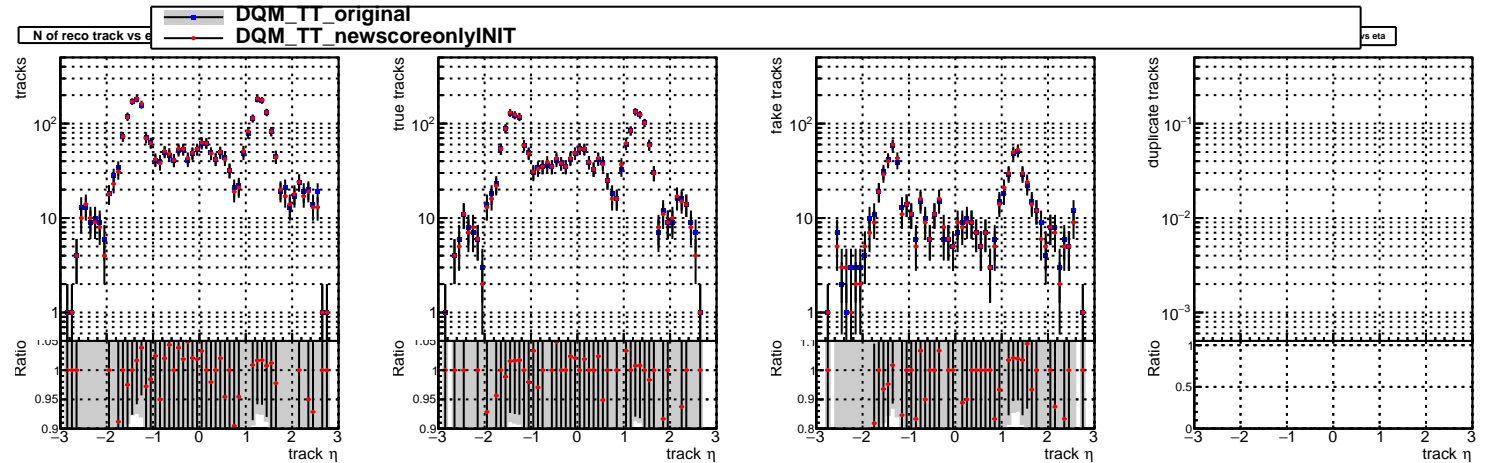 DQM_TT_original
DQM_TT_newscoreonlyINIT
N of reco track vs e
vs eta
tracks
10²
10
1
Ratio
1.05
1
0.95
0.9
−3 −2 −1 0 1 2 3
track η
true tracks
10²
10
1
Ratio
1.05
1
0.95
0.9
−3 −2 −1 0 1 2 3
track η
fake tracks
10²
10
1
Ratio
1.1
1
0.9
0.8
−3 −2 −1 0 1 2 3
track η
duplicate tracks
10⁻¹
10⁻²
10⁻³
Ratio
1
0.5
0
−3 −2 −1 0 1 2 3
track η